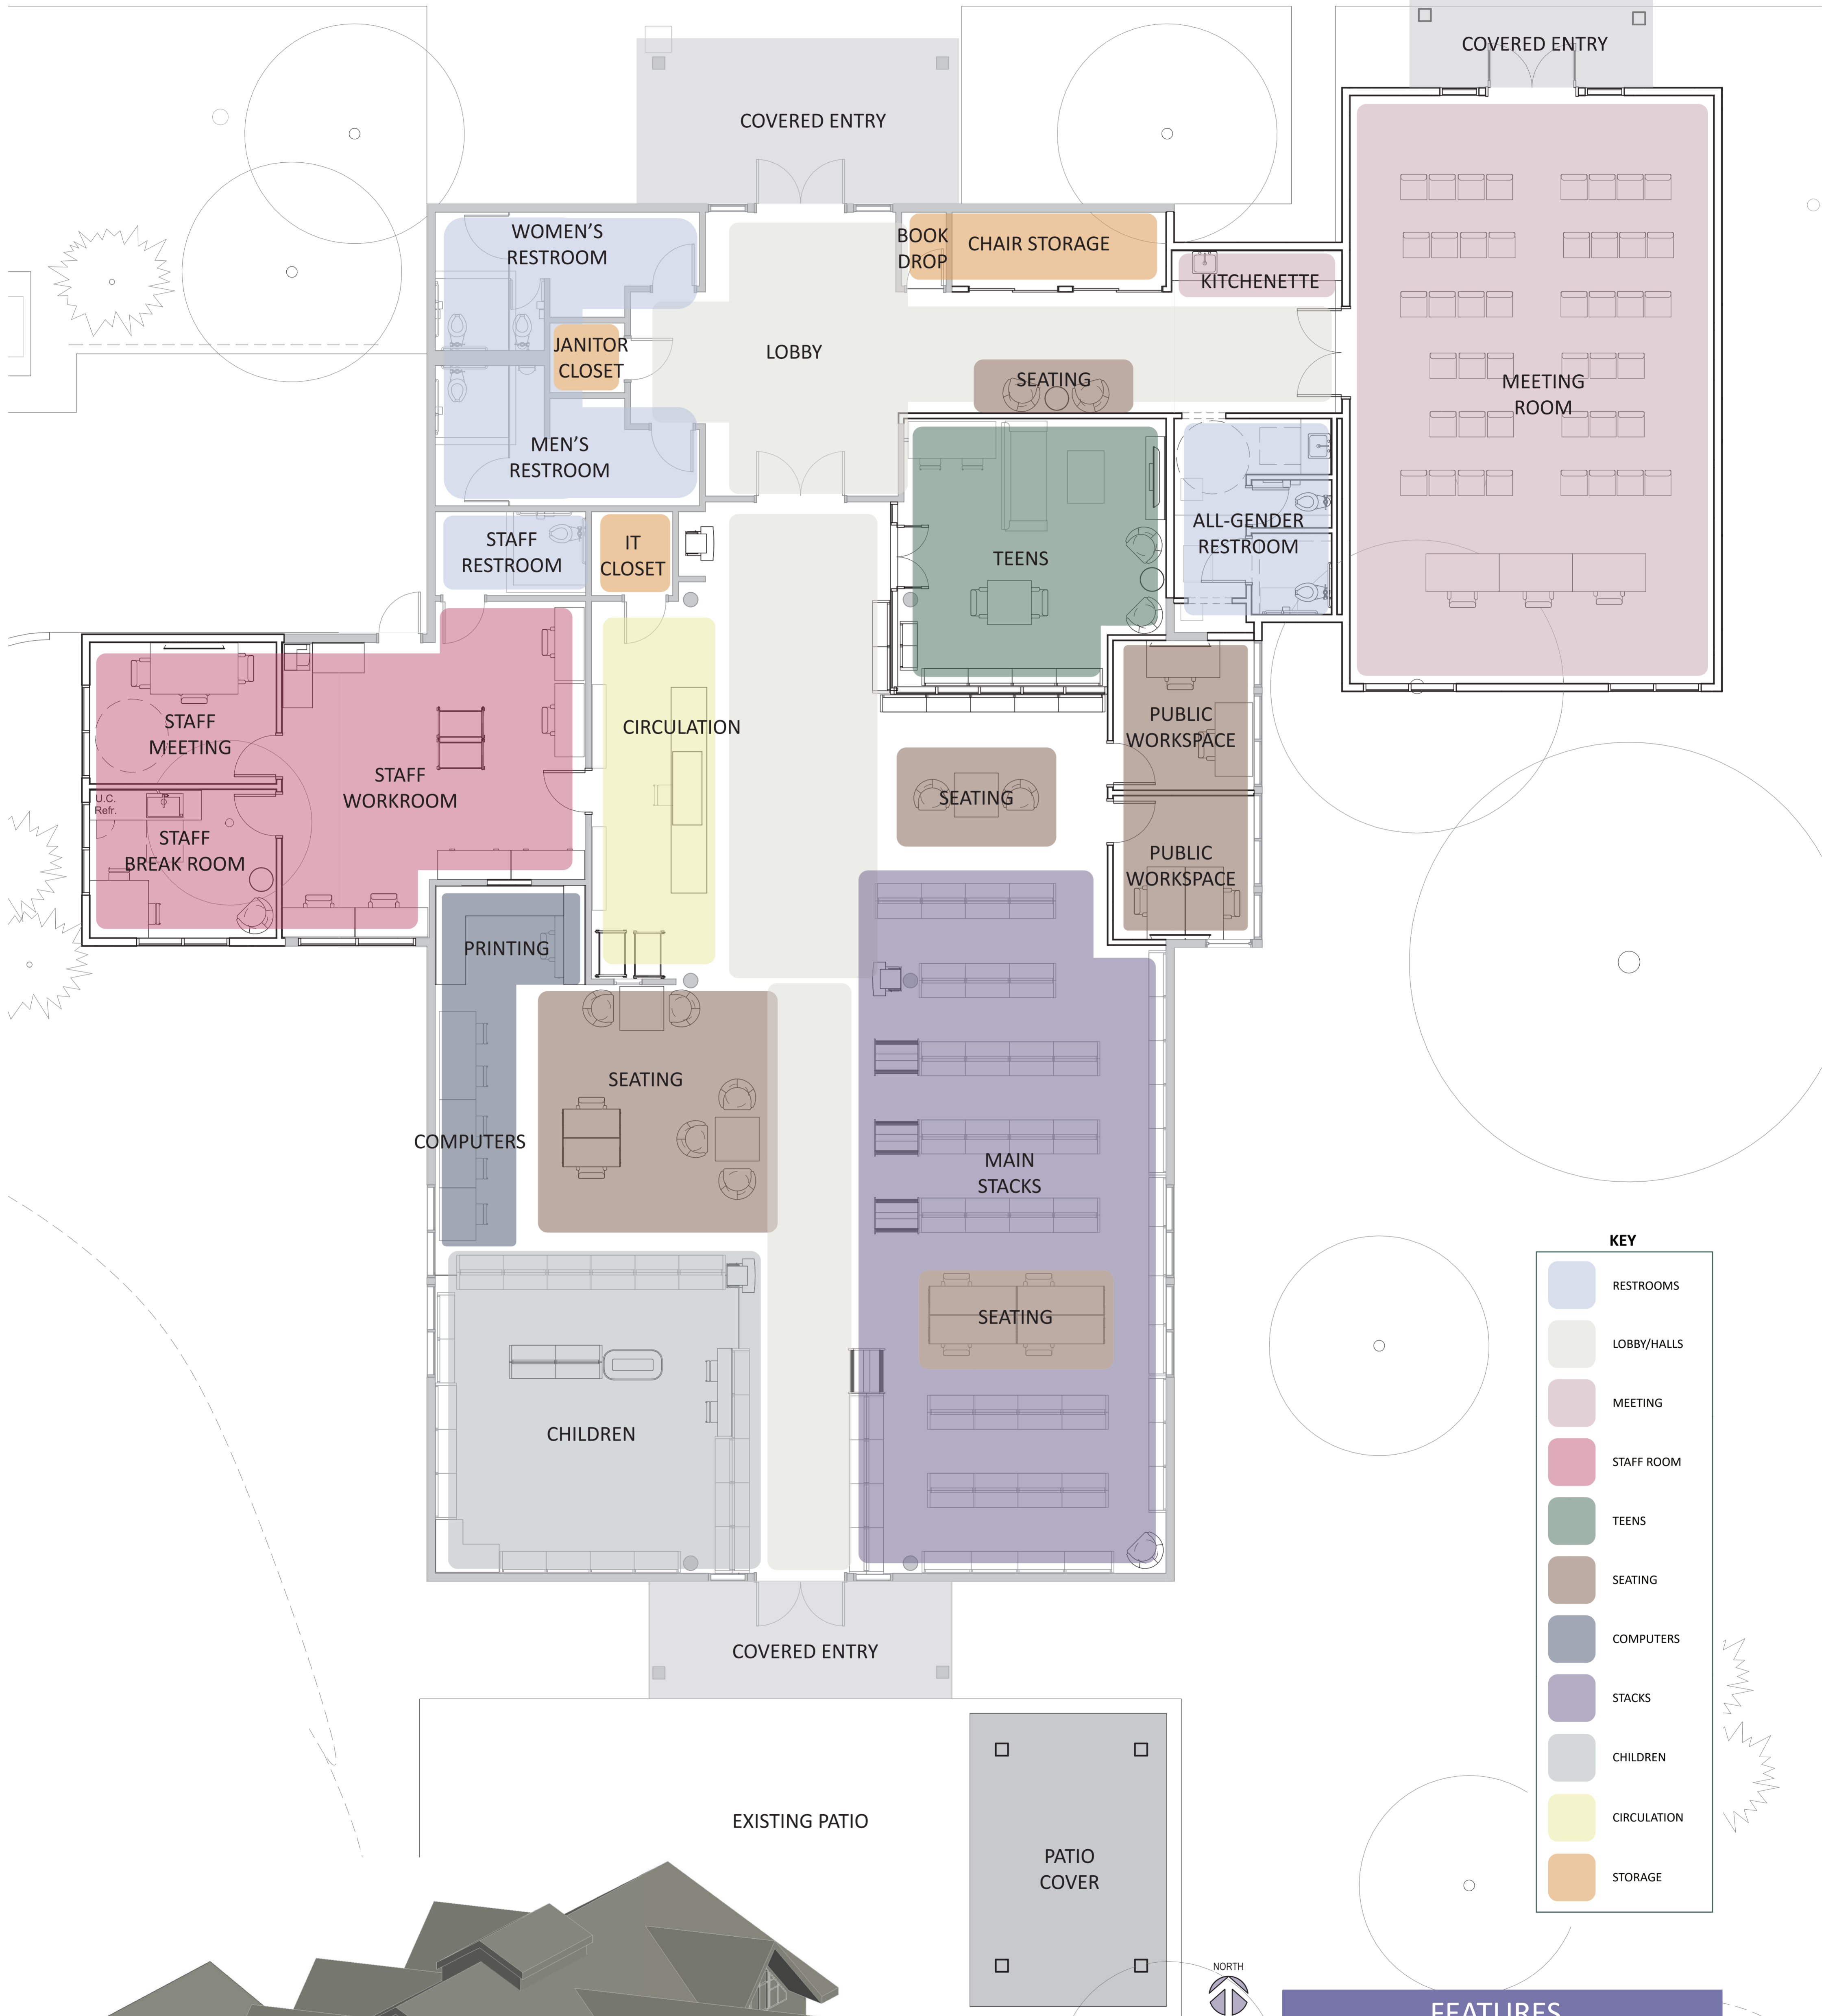 COVERED ENTRY
COVERED ENTRY
WOMEN'S
RESTROOM
BOOK
DROP
CHAIR STORAGE
KITCHENETTE
JANITOR
CLOSET
LOBBY
SEATING
MEETING
ROOM
MEN'S
RESTROOM
STAFF
RESTROOM
IT
CLOSET
TEENS
ALL-GENDER
RESTROOM
STAFF
MEETING
STAFF
WORKROOM
CIRCULATION
PUBLIC
WORKSPACE
U.C.
Refr.
STAFF
BREAK ROOM
SEATING
PUBLIC
WORKSPACE
PRINTING
SEATING
COMPUTERS
MAIN
STACKS
SEATING
CHILDREN
COVERED ENTRY
EXISTING PATIO
PATIO
COVER
KEY
RESTROOMS
LOBBY/HALLS
MEETING
STAFF ROOM
TEENS
SEATING
COMPUTERS
STACKS
CHILDREN
CIRCULATION
STORAGE
NORTH
FEATURES